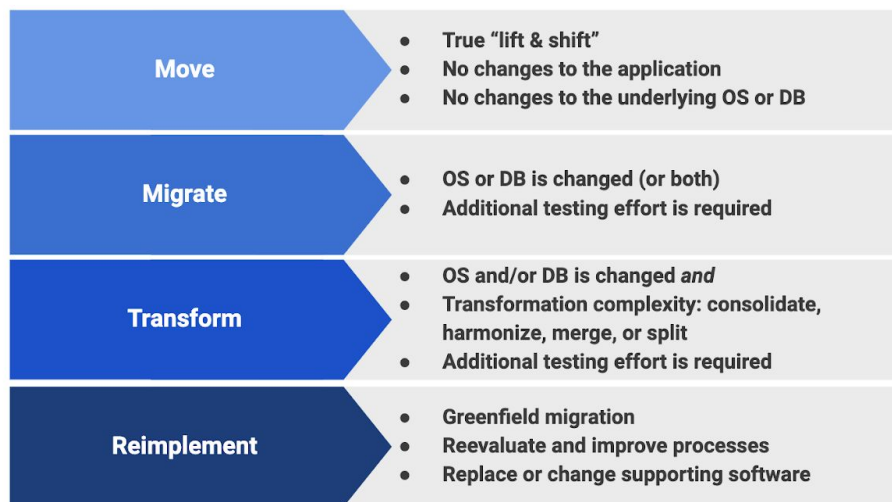 Move
● True “lift & shift”
● No changes to the application
● No changes to the underlying OS or DB
Migrate
● OS or DB is changed (or both)
● Additional testing effort is required
Transform
● OS and/or DB is changed and
● Transformation complexity: consolidate,
harmonize, merge, or split
● Additional testing effort is required
Reimplement
● Greenfield migration
● Reevaluate and improve processes
● Replace or change supporting software